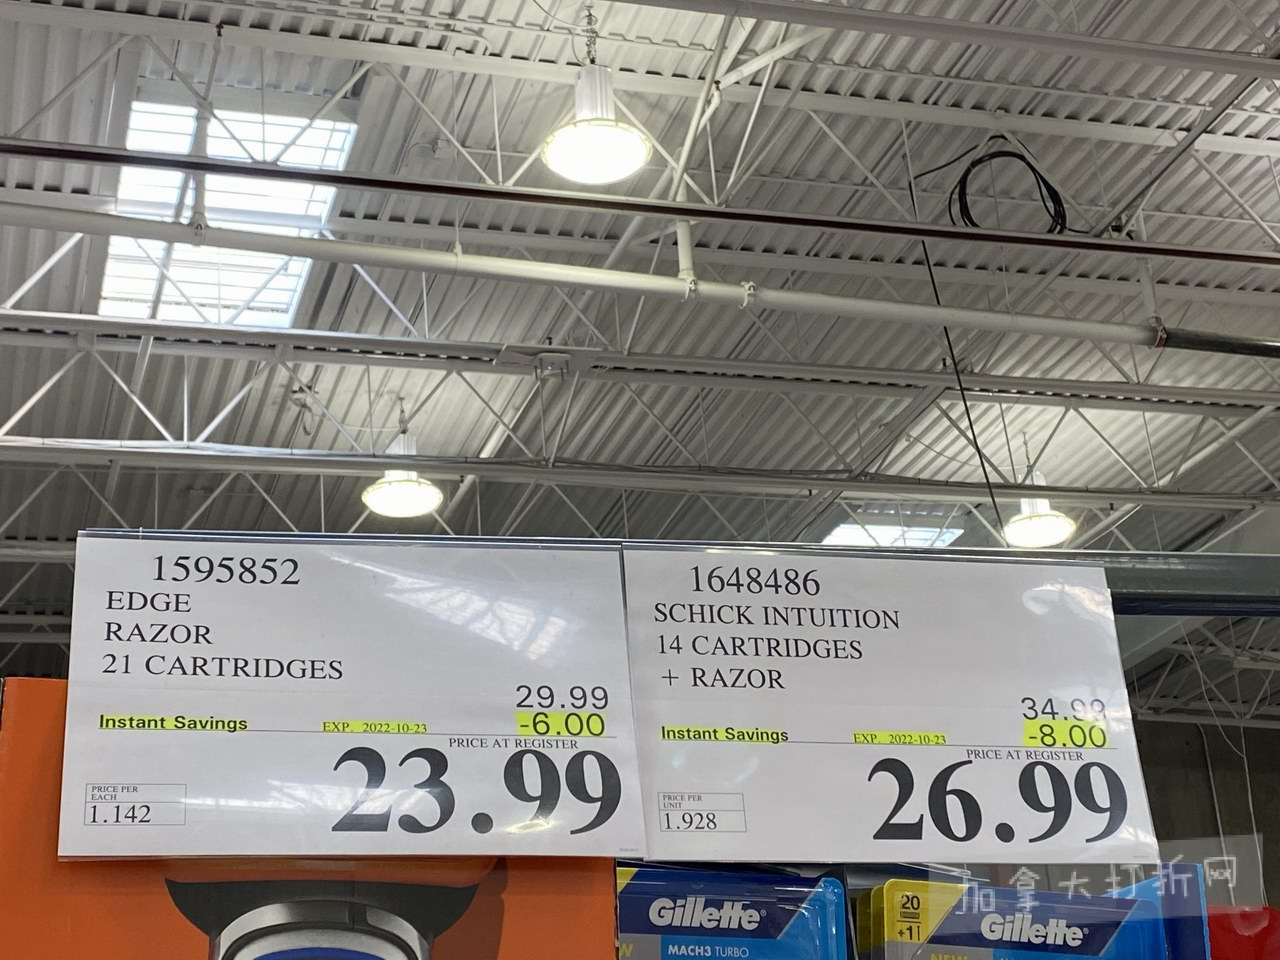 1595852
EDGE
RAZOR
21 CARTRIDGES
29.99
Instant Savings EXP. 2022-10-23 -6.00
PRICE AT REGISTER
23.99
PRICE PER
EACH
1.142
1648486
SCHICK INTUITION
14 CARTRIDGES
+ RAZOR
34.99
Instant Savings EXP. 2022-10-23 -8.00
PRICE AT REGISTER
26.99
PRICE PER
UNIT
1.928
Gillette
MACH3 TURBO
20
+1
Gillette
NEW
加拿大打折网